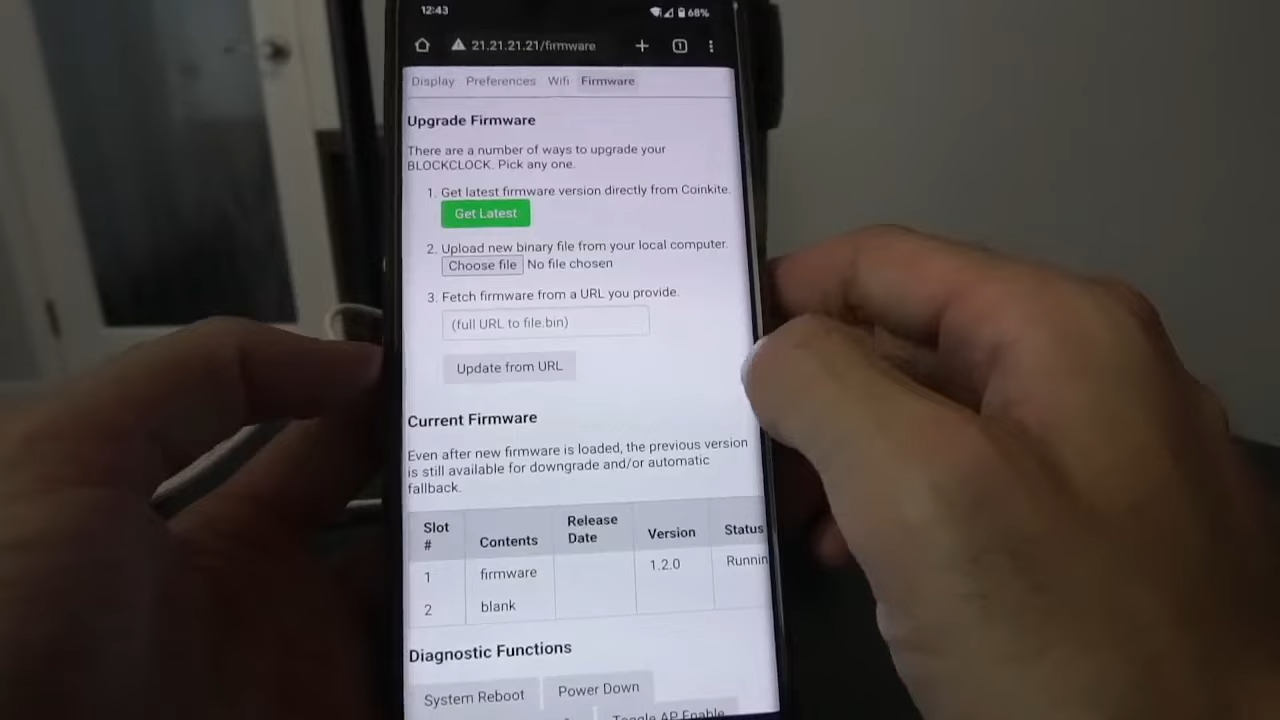 12:43
68%
21.21.21.21/firmware
1
Display Preferences Wifi Firmware
Upgrade Firmware
There are a number of ways to upgrade your
BLOCKCLOCK. Pick any one.
1. Get latest firmware version directly from Coinkite.
Get Latest
2. Upload new binary file from your local computer.
Choose file No file chosen
3. Fetch firmware from a URL you provide.
(full URL to file.bin)
Update from URL
Current Firmware
Even after new firmware is loaded, the previous version
is still available for downgrade and/or automatic
fallback.
Slot
#
Contents
Release
Date
Version
Status
1 firmware 1.2.0 Runnin
2 blank
Diagnostic Functions
System Reboot Power Down
Toggle AP Enable